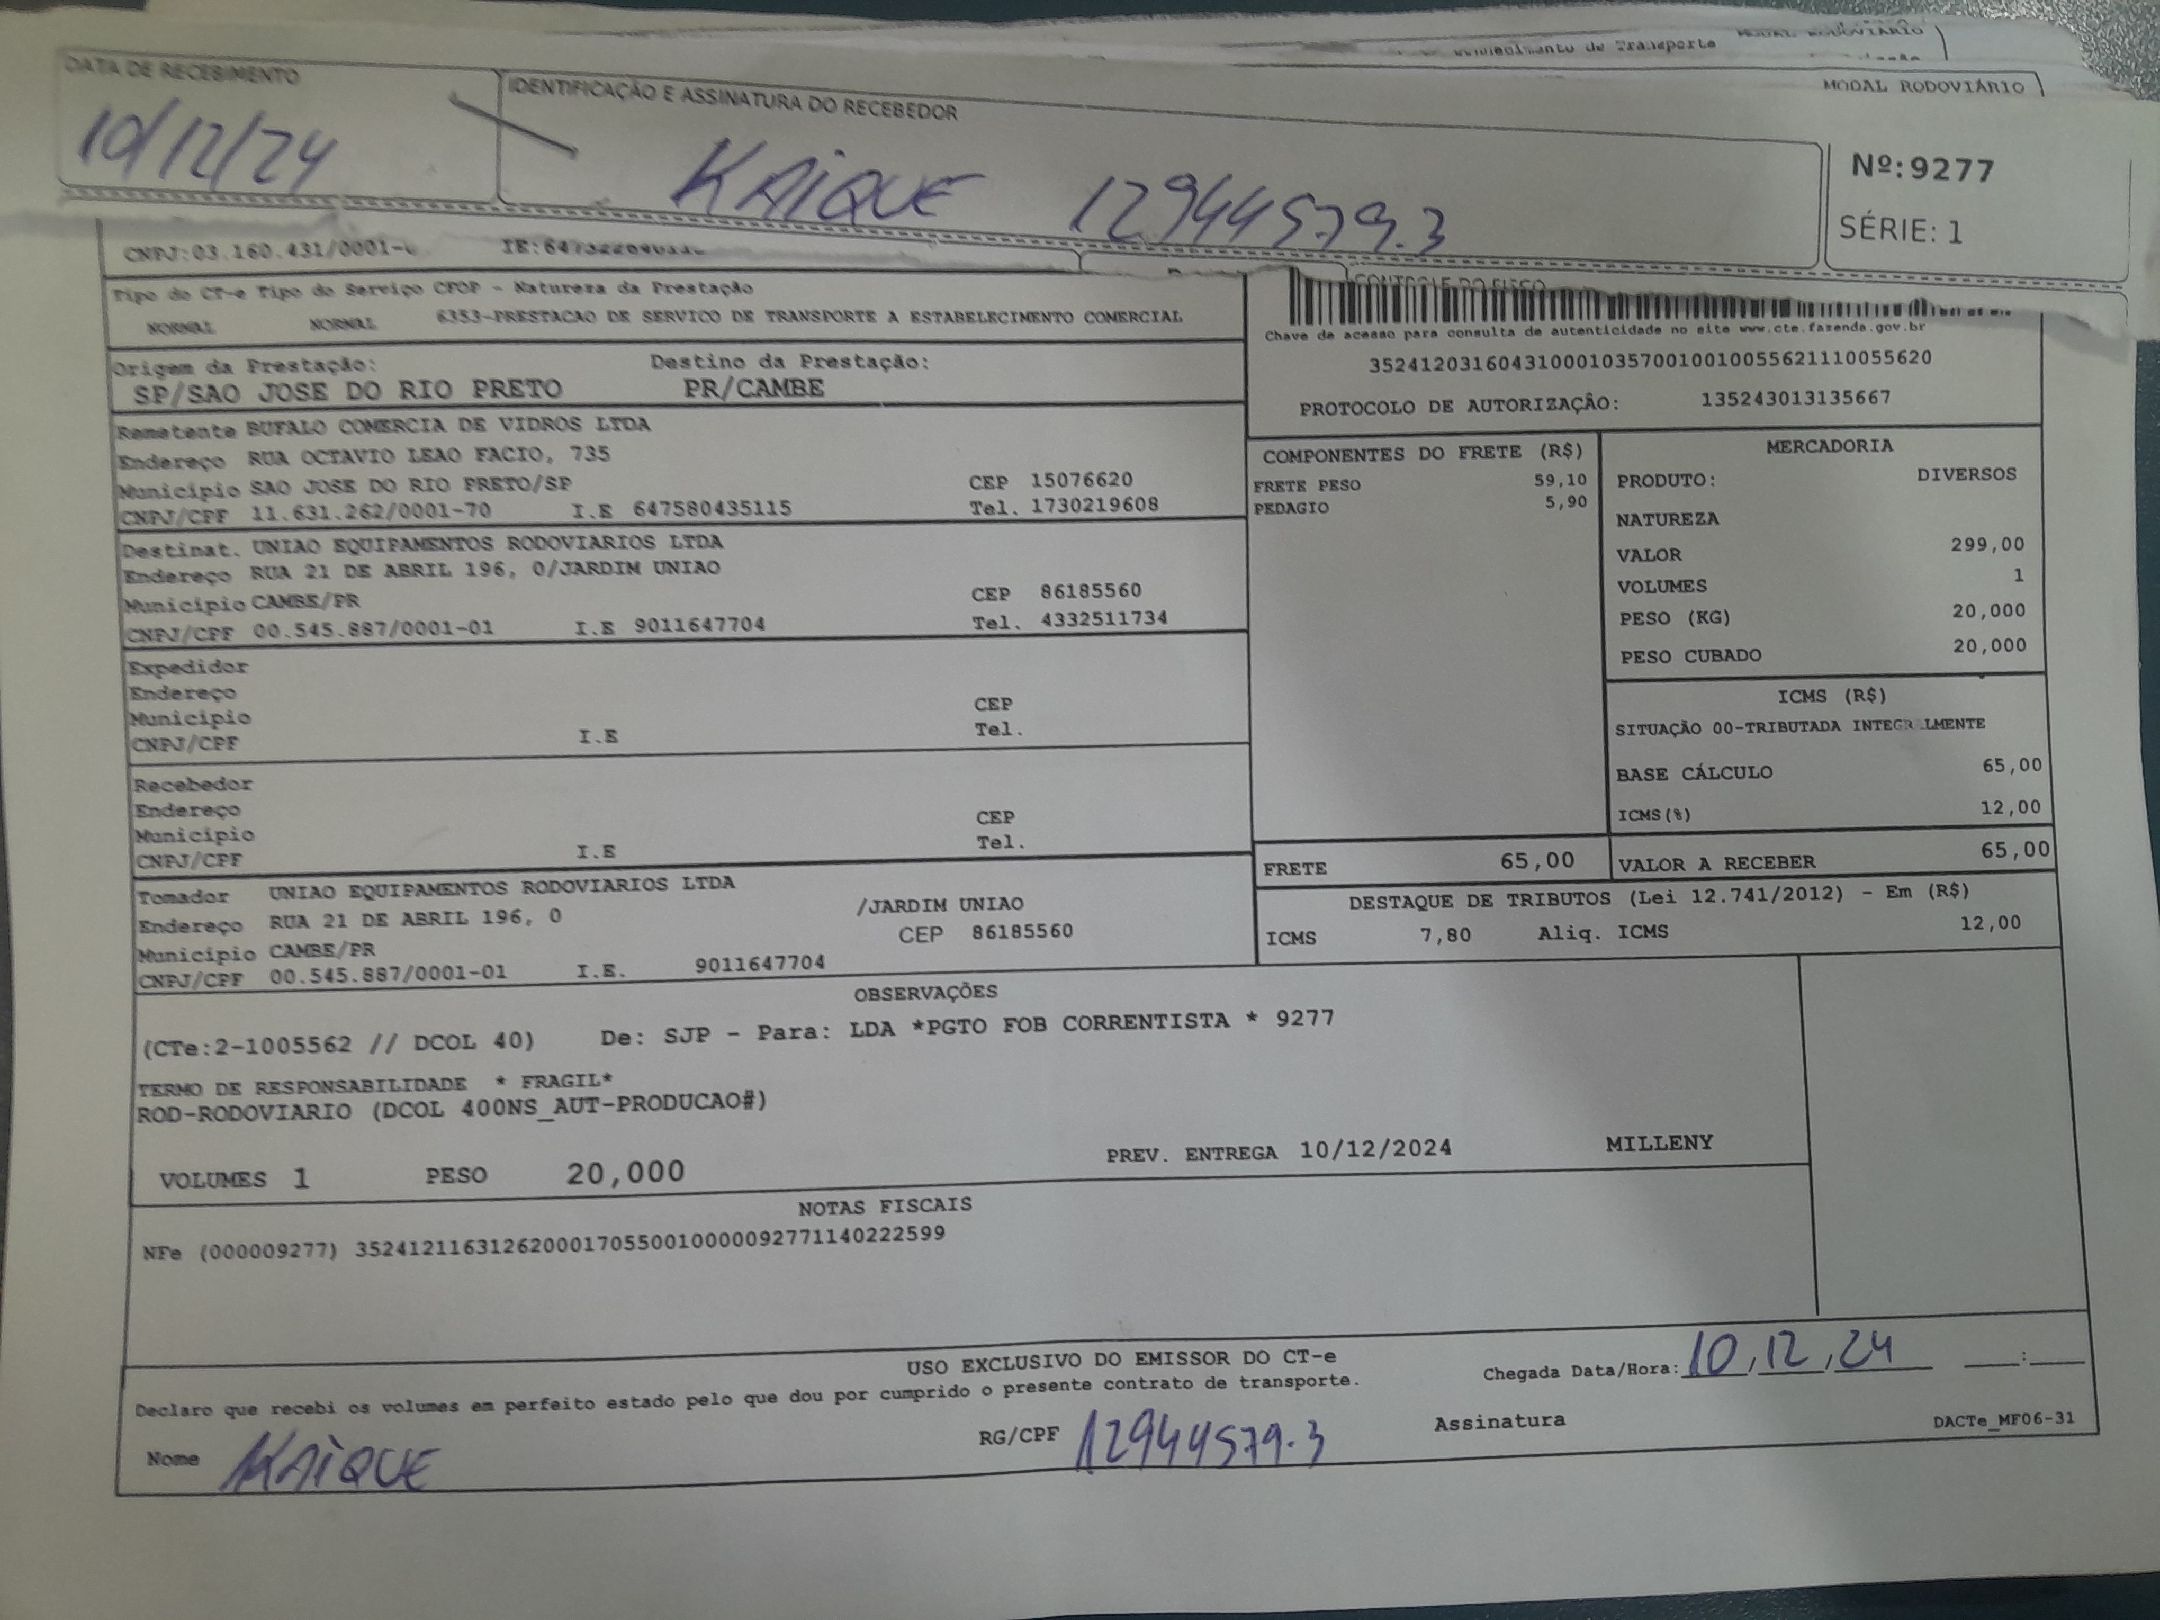 Conhecimento de Transporte MODAL RODOVIÁRIO
MODAL RODOVIÁRIO
DATA DE RECEBIMENTO IDENTIFICAÇÃO E ASSINATURA DO RECEBEDOR
10/12/24 KAIQUE 12944579.3
Nº:9277
SÉRIE: 1
CNPJ:03.160.431/0001- IE:
CONTROLE DO FISCO
Tipo do CT-e Tipo do Serviço CFOP - Natureza da Prestação
NORMAL NORMAL 6353-PRESTACAO DE SERVICO DE TRANSPORTE A ESTABELECIMENTO COMERCIAL
Chave de acesso para consulta de autenticidade no site www.cte.fazenda.gov.br
35241203160431000103570010010055621110055620
PROTOCOLO DE AUTORIZAÇÃO: 135243013135667
Origem da Prestação: Destino da Prestação:
SP/SAO JOSE DO RIO PRETO PR/CAMBE
Remetente BUFALO COMERCIA DE VIDROS LTDA
Endereço RUA OCTAVIO LEAO FACIO, 735
Município SAO JOSE DO RIO PRETO/SP CEP 15076620
CNPJ/CPF 11.631.262/0001-70 I.E 647580435115 Tel. 1730219608
Destinat. UNIAO EQUIPAMENTOS RODOVIARIOS LTDA
Endereço RUA 21 DE ABRIL 196, 0/JARDIM UNIAO
Município CAMBE/PR CEP 86185560
CNPJ/CPF 00.545.887/0001-01 I.E 9011647704 Tel. 4332511734
Expedidor
Endereço
Município CEP
CNPJ/CPF I.E Tel.
Recebedor
Endereço
Município CEP
CNPJ/CPF I.E Tel.
Tomador UNIAO EQUIPAMENTOS RODOVIARIOS LTDA
Endereço RUA 21 DE ABRIL 196, 0 /JARDIM UNIAO
Município CAMBE/PR CEP 86185560
CNPJ/CPF 00.545.887/0001-01 I.E. 9011647704
COMPONENTES DO FRETE (R$)
FRETE PESO 59,10
PEDAGIO 5,90
MERCADORIA
PRODUTO: DIVERSOS
NATUREZA
VALOR 299,00
VOLUMES 1
PESO (KG) 20,000
PESO CUBADO 20,000
ICMS (R$)
SITUAÇÃO 00-TRIBUTADA INTEGRALMENTE
BASE CÁLCULO 65,00
ICMS(%) 12,00
FRETE 65,00 VALOR A RECEBER 65,00
DESTAQUE DE TRIBUTOS (Lei 12.741/2012) - Em (R$)
ICMS 7,80 Aliq. ICMS 12,00
OBSERVAÇÕES
(CTe:2-1005562 // DCOL 40) De: SJP - Para: LDA *PGTO FOB CORRENTISTA * 9277
TERMO DE RESPONSABILIDADE * FRAGIL*
ROD-RODOVIARIO (DCOL 400NS_AUT-PRODUCAO#)
VOLUMES 1 PESO 20,000 PREV. ENTREGA 10/12/2024 MILLENY
NOTAS FISCAIS
NFe (000009277) 35241211631262000170550010000092771140222599
USO EXCLUSIVO DO EMISSOR DO CT-e
Chegada Data/Hora: 10,12,24 __:__
Declaro que recebi os volumes em perfeito estado pelo que dou por cumprido o presente contrato de transporte.
Nome KAIQUE RG/CPF 12944579.3 Assinatura DACTe_MF06-31